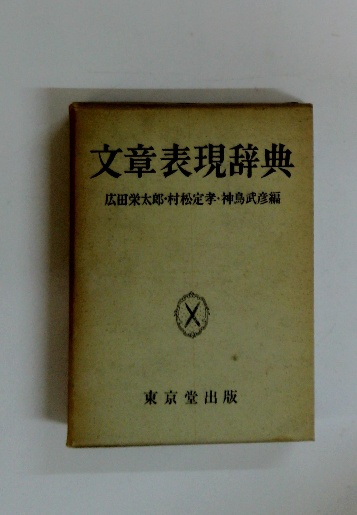 文章表現辞典
広田栄太郎・村松定孝・神鳥武彦編
東京堂出版